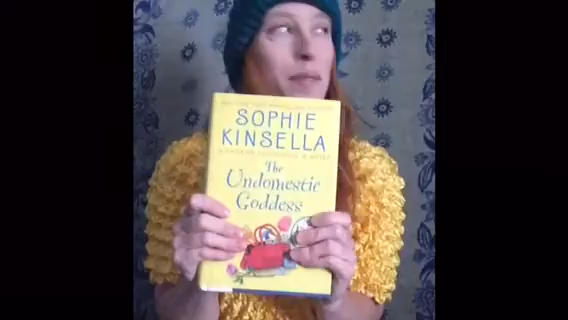 SOPHIE
KINSELLA
The
Undomestic
Goddess